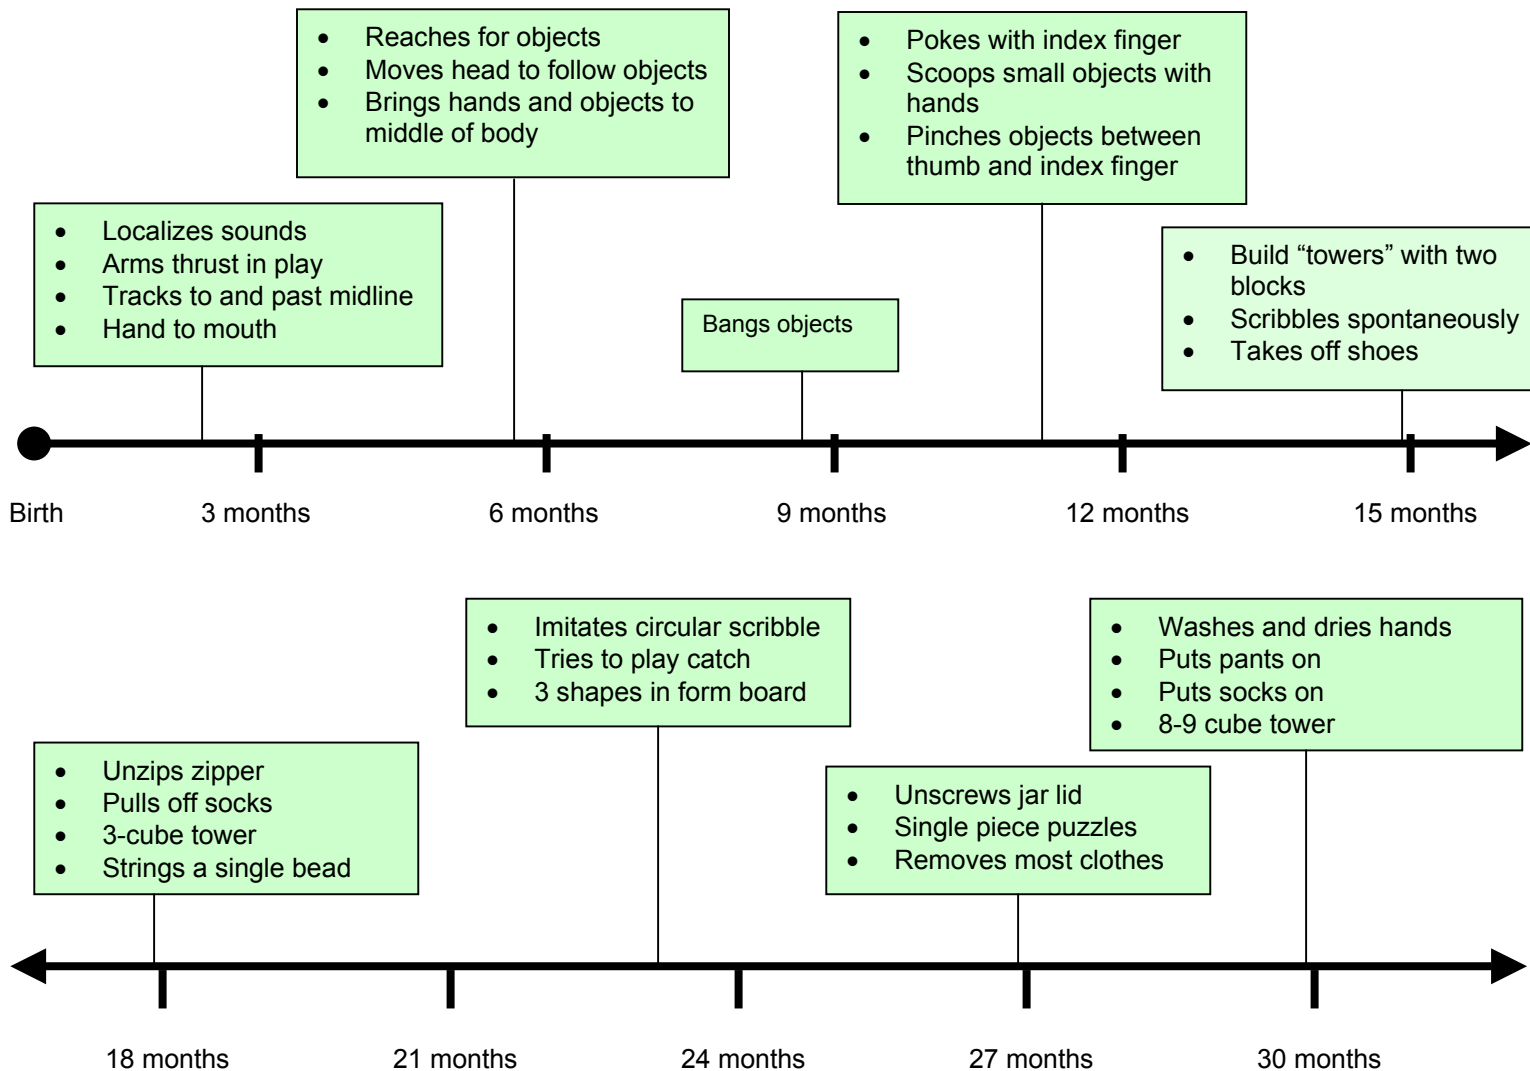 • Reaches for objects
• Moves head to follow objects
• Brings hands and objects to
middle of body
• Pokes with index finger
• Scoops small objects with
hands
• Pinches objects between
thumb and index finger
• Localizes sounds
• Arms thrust in play
• Tracks to and past midline
• Hand to mouth
Bangs objects
• Build “towers” with two
blocks
• Scribbles spontaneously
• Takes off shoes
Birth 3 months 6 months 9 months 12 months 15 months
• Imitates circular scribble
• Tries to play catch
• 3 shapes in form board
• Washes and dries hands
• Puts pants on
• Puts socks on
• 8-9 cube tower
• Unzips zipper
• Pulls off socks
• 3-cube tower
• Strings a single bead
• Unscrews jar lid
• Single piece puzzles
• Removes most clothes
18 months 21 months 24 months 27 months 30 months